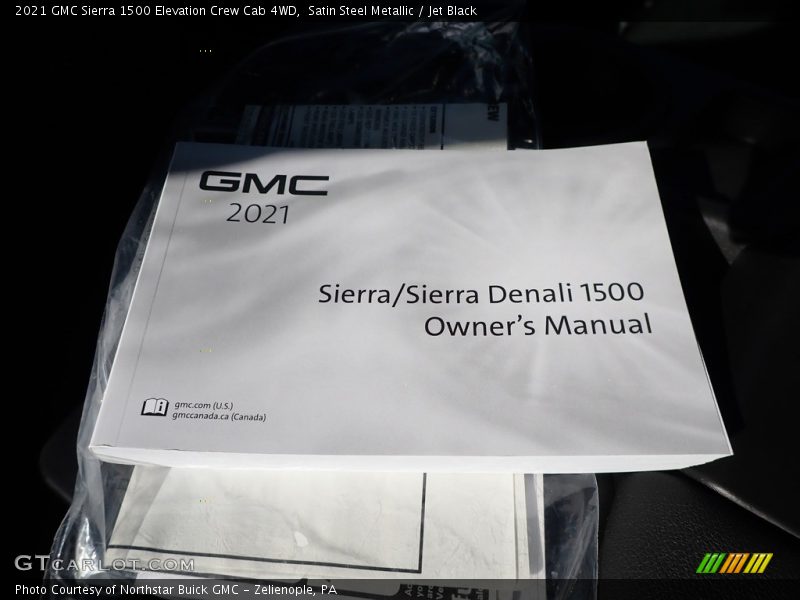 2021 GMC Sierra 1500 Elevation Crew Cab 4WD, Satin Steel Metallic / Jet Black
GMC
2021
Sierra/Sierra Denali 1500
Owner's Manual
gmc.com (U.S.)
gmccanada.ca (Canada)
GTCARLOT.COM
Photo Courtesy of Northstar Buick GMC - Zelienople, PA